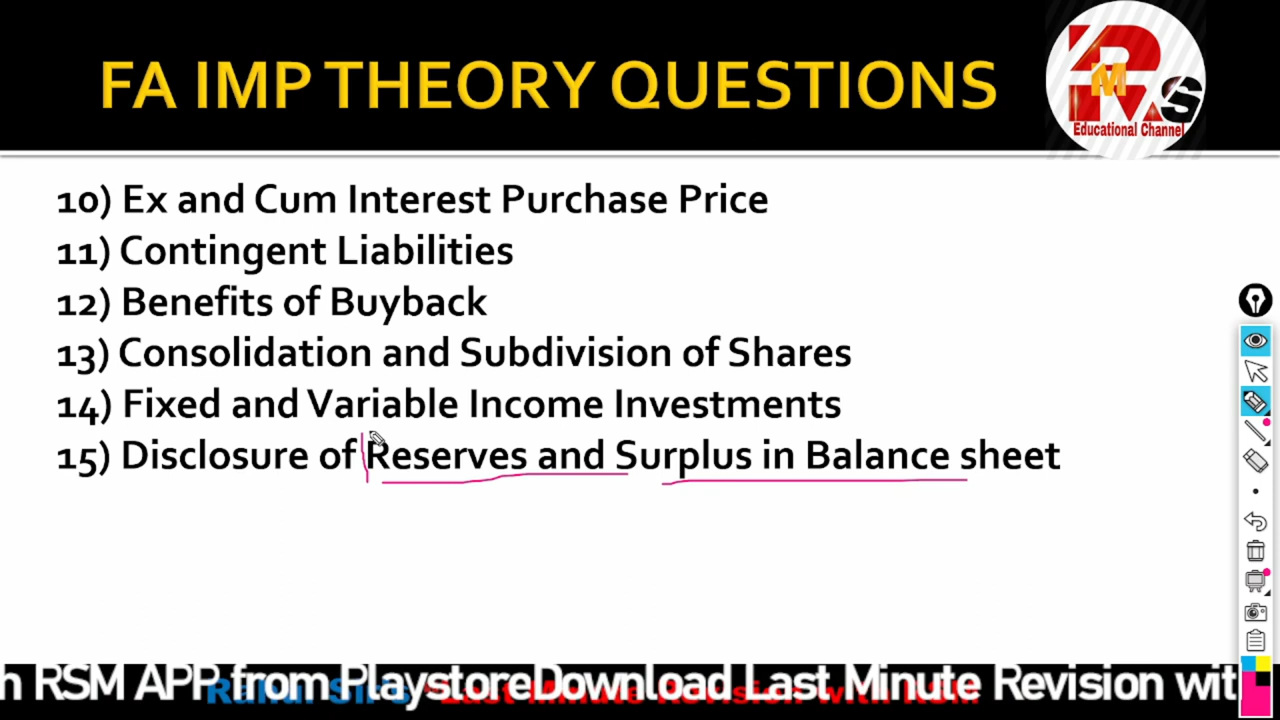 FA IMP THEORY QUESTIONS
RMS
Educational Channel
10) Ex and Cum Interest Purchase Price
11) Contingent Liabilities
12) Benefits of Buyback
13) Consolidation and Subdivision of Shares
14) Fixed and Variable Income Investments
15) Disclosure of Reserves and Surplus in Balance sheet
h RSM APP from PlaystoreDownload Last Minute Revision wit